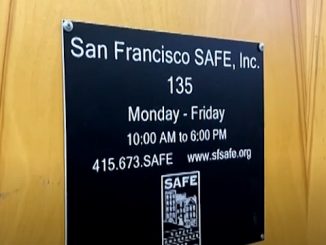 San Francisco SAFE, Inc.
135
Monday - Friday
10:00 AM to 6:00 PM
415.673.SAFE www.sfsafe.org
SAFE